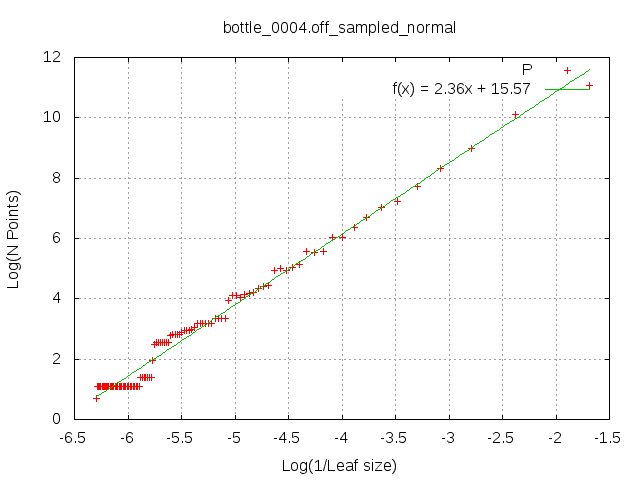 bottle_0004.off_sampled_normal
12
P
f(x) = 2.36x + 15.57
10
8
6
4
2
0
Log(N Points)
-6.5 -6 -5.5 -5 -4.5 -4 -3.5 -3 -2.5 -2 -1.5
Log(1/Leaf size)